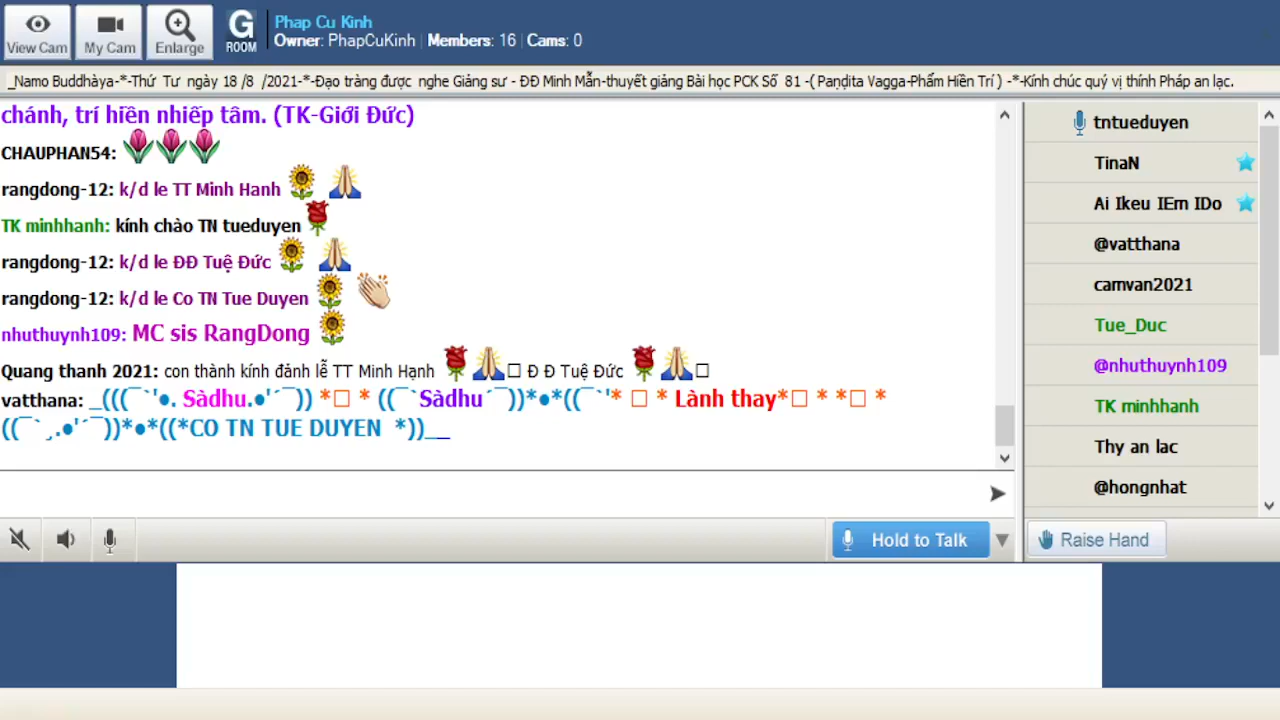 View Cam
My Cam
Enlarge
G
ROOM
Phap Cu Kinh
Owner: PhapCuKinh | Members: 16 | Cams: 0
_Namo Buddhàya-*-Thứ Tư ngày 18 /8 /2021-*-Đạo tràng được nghe Giảng sư - ĐĐ Minh Mẫn-thuyết giảng Bài học PCK Số 81 -( Paṇḍita Vagga-Phẩm Hiền Trí ) -*-Kính chúc quý vị thính Pháp an lạc.
chánh, trí hiền nhiếp tâm. (TK-Giới Đức)
CHAUPHAN54:
rangdong-12: k/d le TT Minh Hanh
TK minhhanh: kính chào TN tueduyen
rangdong-12: k/d le ĐĐ Tuệ Đức
rangdong-12: k/d le Co TN Tue Duyen
nhuthuynh109: MC sis RangDong
Quang thanh 2021: con thành kính đảnh lễ TT Minh Hạnh □ Đ Đ Tuệ Đức □
vatthana: _(((¯`'●. Sàdhu.●'´¯)) *□ * ((¯`Sàdhu´¯))*●*((¯`'* □ * Lành thay*□ * *□ *
((¯`¸.●'´¯))*●*((*CO TN TUE DUYEN *))__
Hold to Talk
tntueduyen
TinaN
Ai Ikeu IEm IDo
@vatthana
camvan2021
Tue_Duc
@nhuthuynh109
TK minhhanh
Thy an lac
@hongnhat
Raise Hand